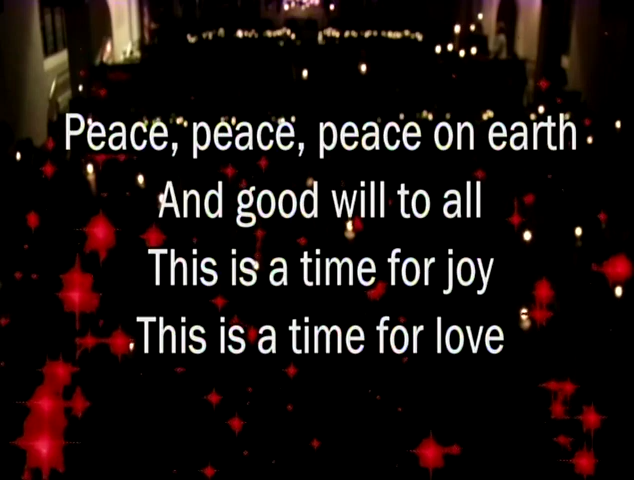 Peace, peace, peace on earth
And good will to all
This is a time for joy
This is a time for love